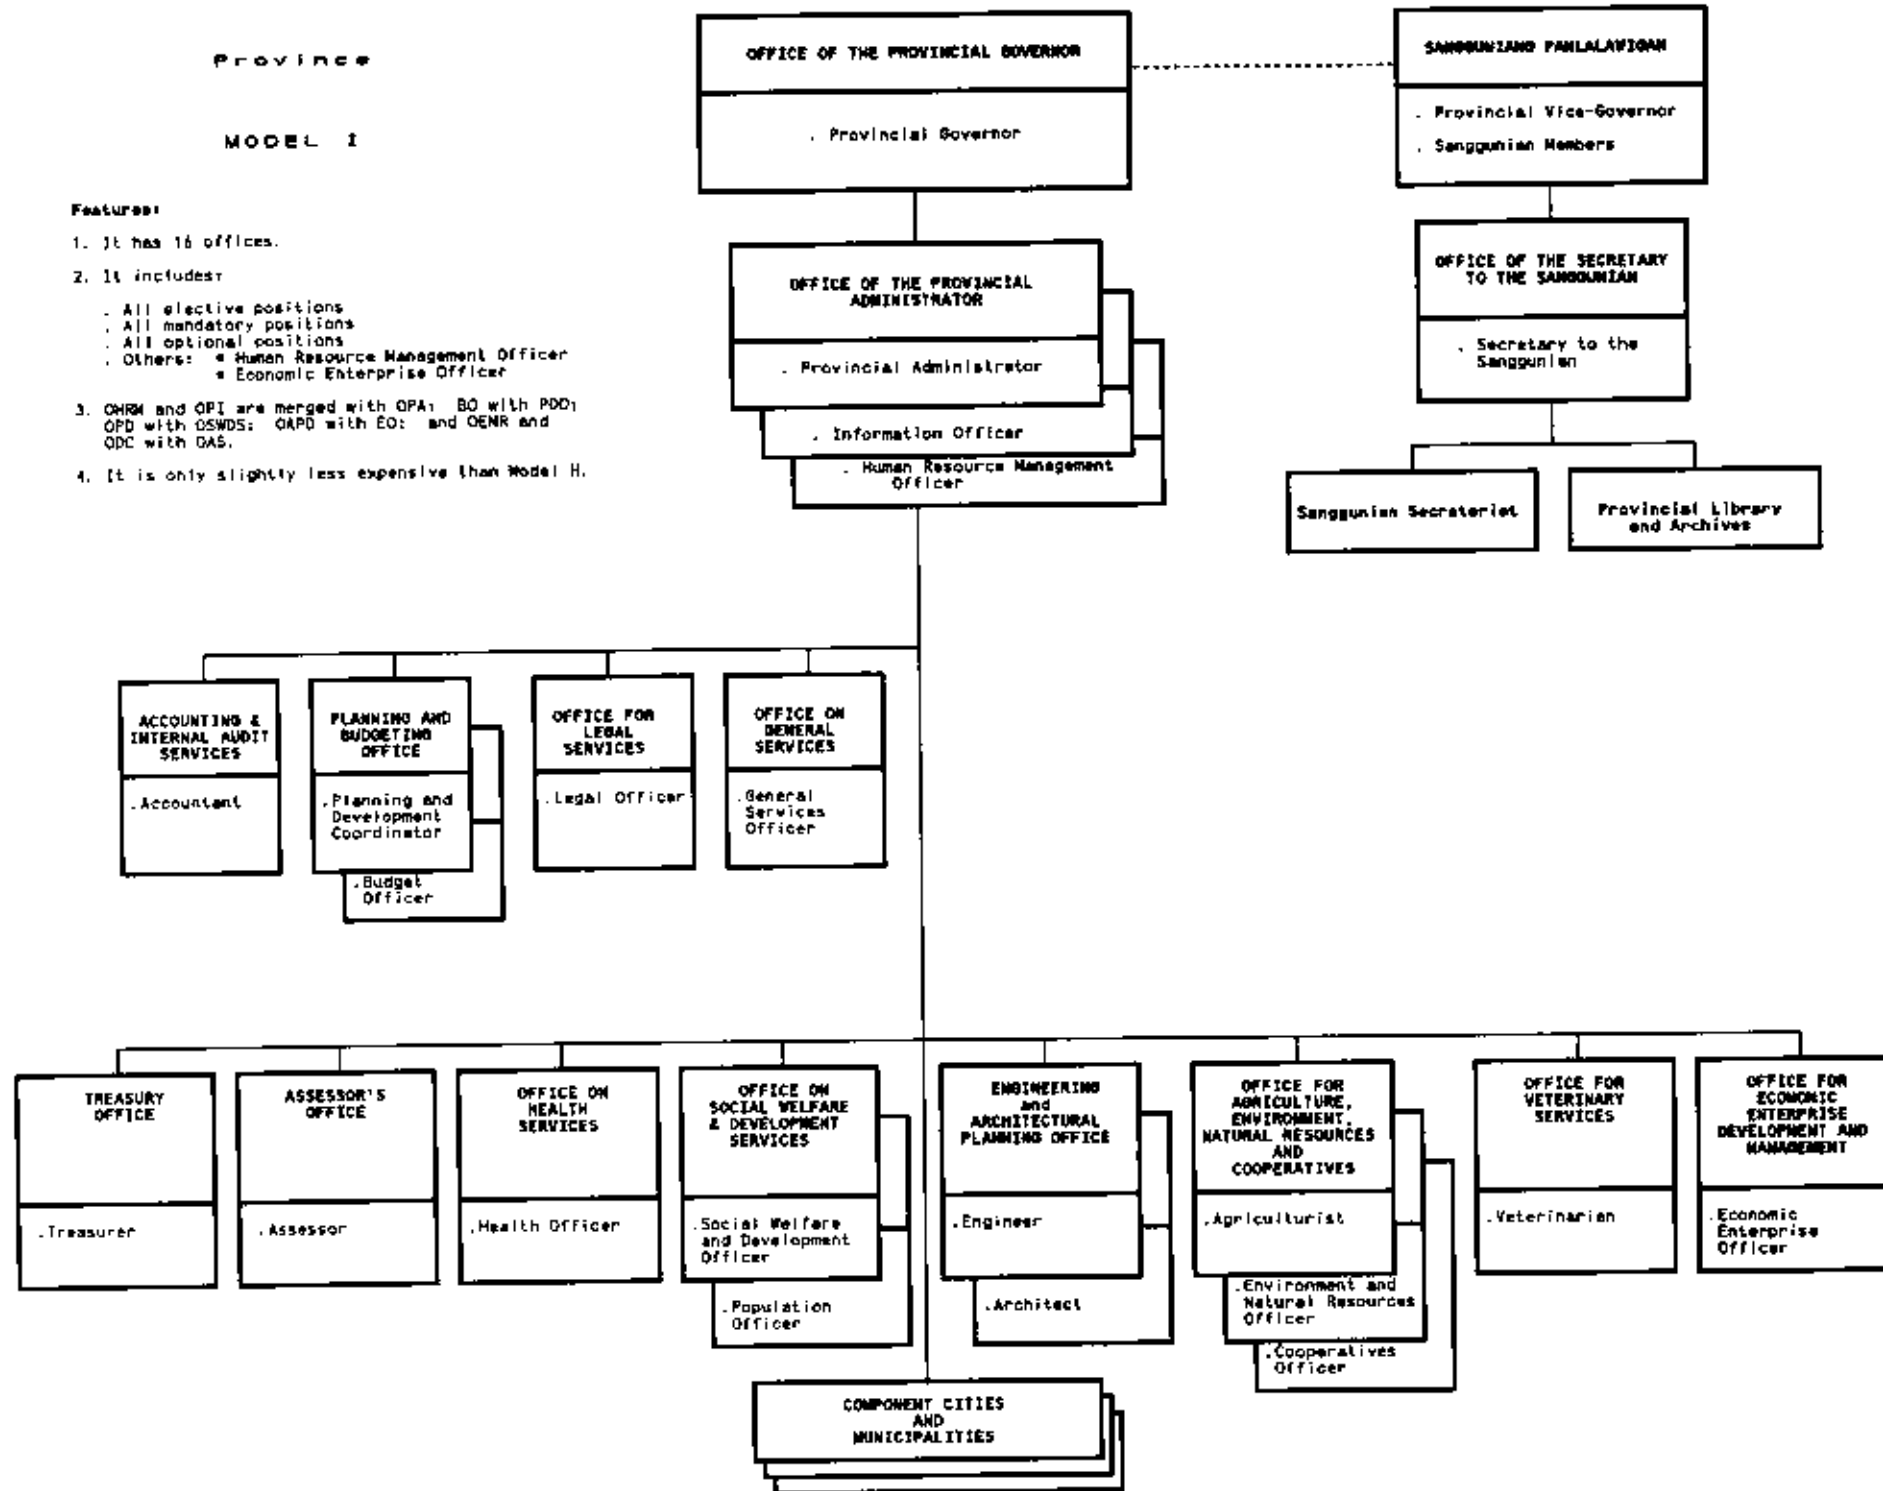 Province
MODEL I
Features:
1. It has 16 offices.
2. It includes:
. All elective positions
. All mandatory positions
. All optional positions
. Others: * Human Resource Management Officer
* Economic Enterprise Officer
3. OHRM and OPI are merged with OPA; BO with PDO;
OPD with OSWDS; OAPD with EO; and OENR and
ODC with OAS.
4. It is only slightly less expensive than Model H.
OFFICE OF THE PROVINCIAL GOVERNOR
. Provincial Governor
SANGGUNIANG PANLALAWIGAN
. Provincial Vice-Governor
. Sanggunian Members
OFFICE OF THE PROVINCIAL
ADMINISTRATOR
. Provincial Administrator
. Information Officer
. Human Resource Management
Officer
OFFICE OF THE SECRETARY
TO THE SANGGUNIAN
. Secretary to the
Sanggunian
Sanggunian Secretariat
Provincial Library
and Archives
ACCOUNTING &
INTERNAL AUDIT
SERVICES
.Accountant
PLANNING AND
BUDGETING
OFFICE
.Planning and
Development
Coordinator
.Budget
Officer
OFFICE FOR
LEGAL
SERVICES
.Legal Officer
OFFICE ON
GENERAL
SERVICES
.General
Services
Officer
TREASURY
OFFICE
.Treasurer
ASSESSOR'S
OFFICE
.Assessor
OFFICE ON
HEALTH
SERVICES
.Health Officer
OFFICE ON
SOCIAL WELFARE
& DEVELOPMENT
SERVICES
.Social Welfare
and Development
Officer
.Population
Officer
ENGINEERING
and
ARCHITECTURAL
PLANNING OFFICE
.Engineer
.Architect
OFFICE FOR
AGRICULTURE,
ENVIRONMENT,
NATURAL RESOURCES
AND
COOPERATIVES
.Agriculturist
.Environment and
Natural Resources
Officer
.Cooperatives
Officer
OFFICE FOR
VETERINARY
SERVICES
.Veterinarian
OFFICE FOR
ECONOMIC
ENTERPRISE
DEVELOPMENT AND
MANAGEMENT
.Economic
Enterprise
Officer
COMPONENT CITIES
AND
MUNICIPALITIES